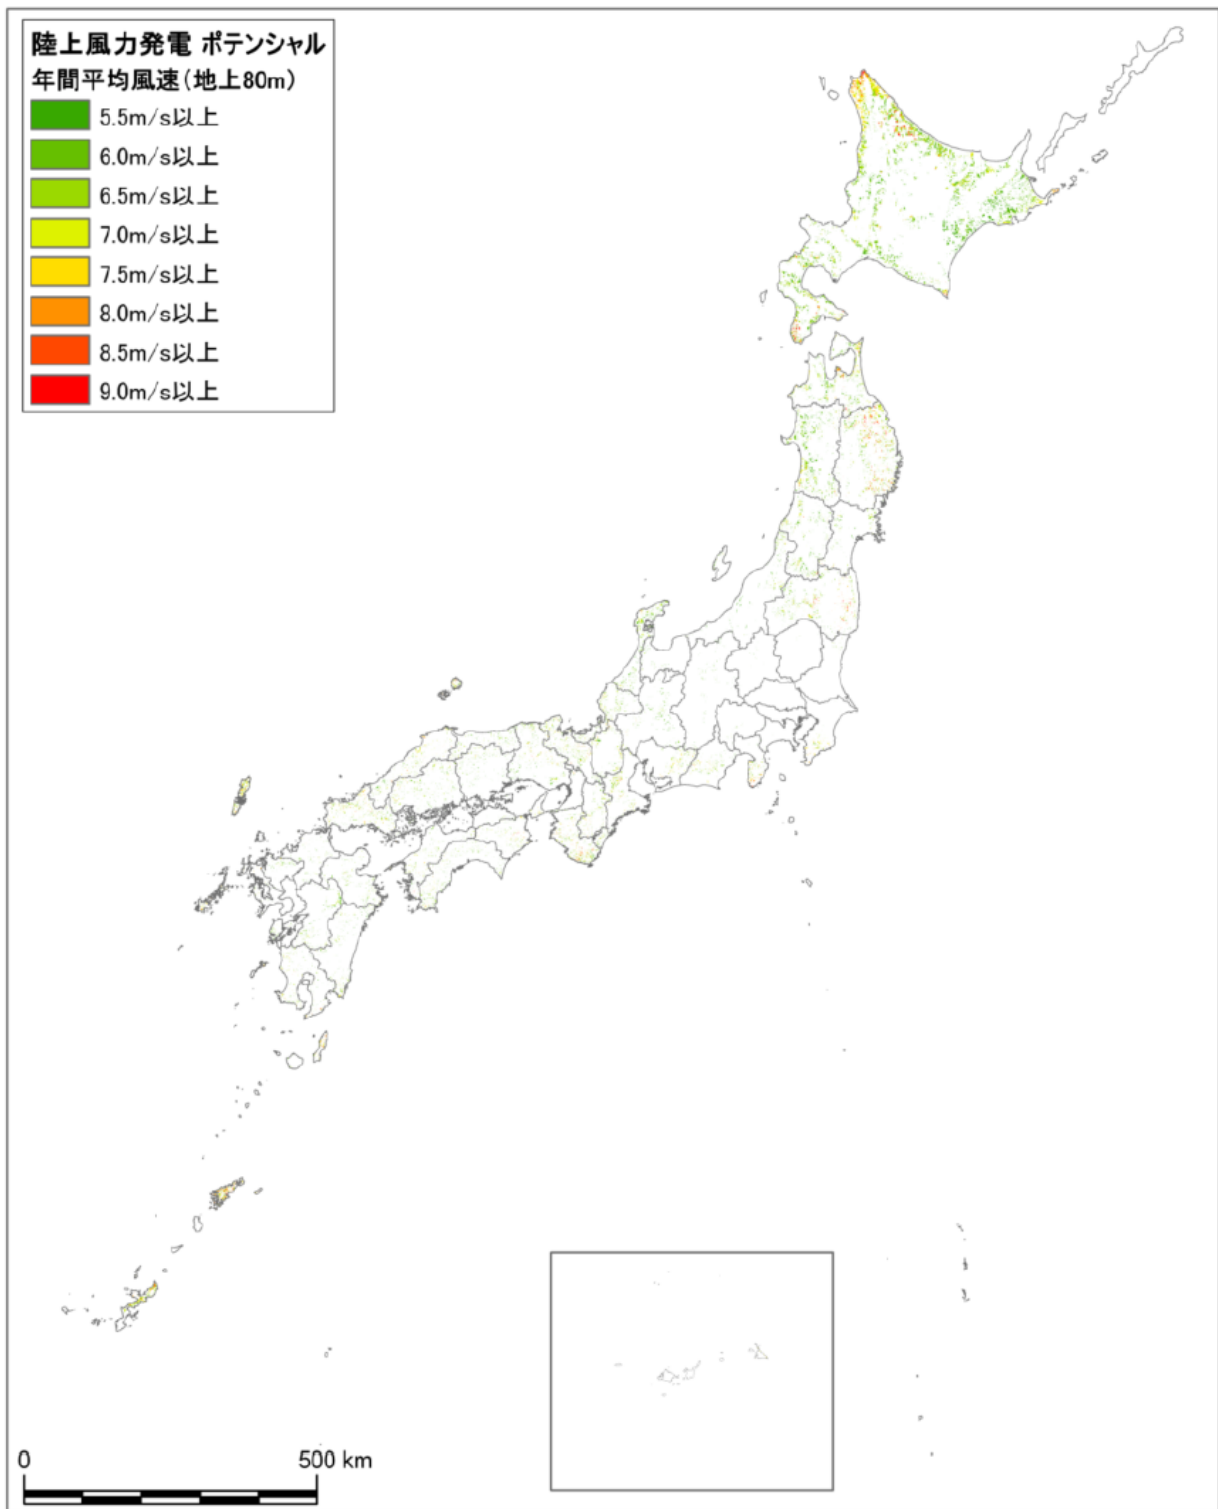 陸上風力発電 ポテンシャル
年間平均風速(地上80m)
5.5m/s以上
6.0m/s以上
6.5m/s以上
7.0m/s以上
7.5m/s以上
8.0m/s以上
8.5m/s以上
9.0m/s以上
0 500 km